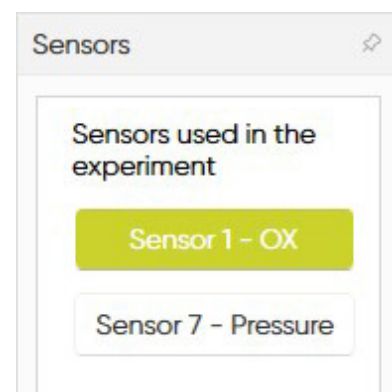 Sensors
Sensors used in the
experiment
Sensor 1 - OX
Sensor 7 - Pressure